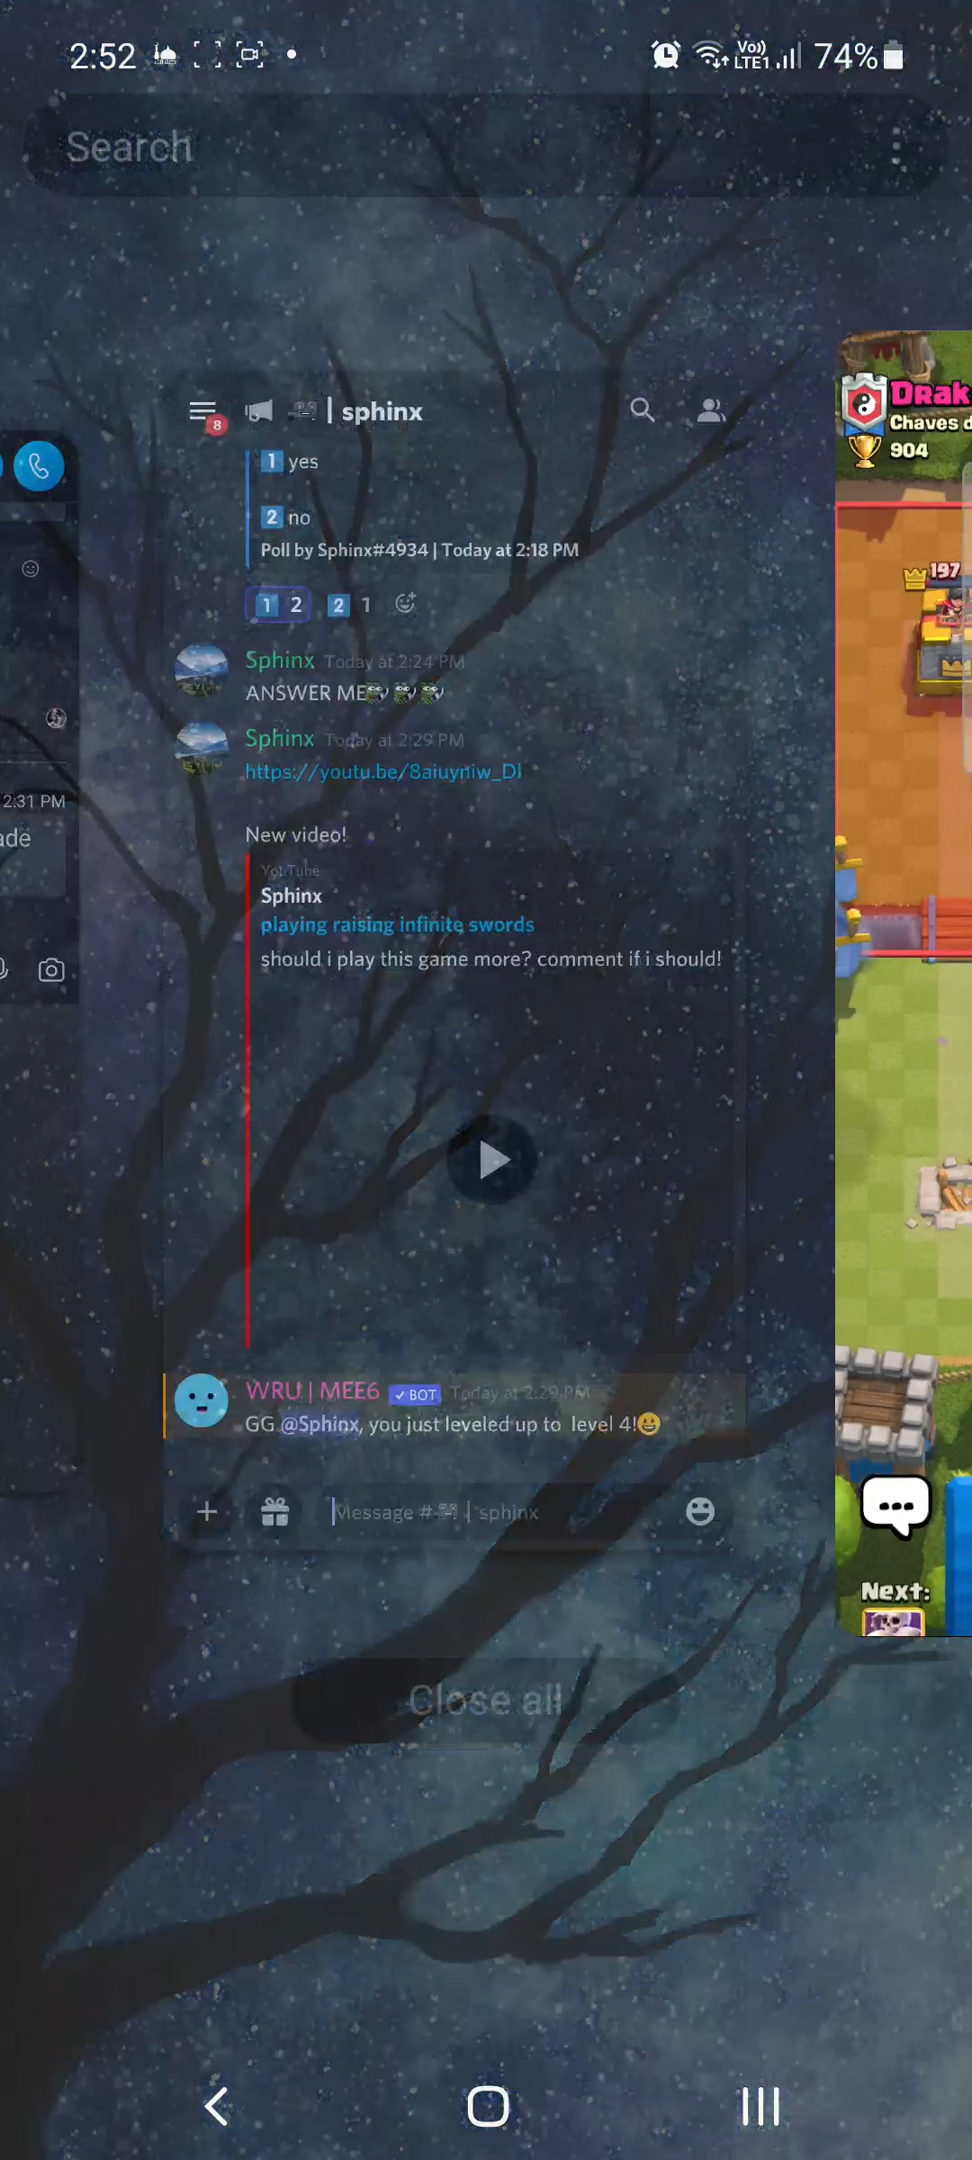 2:52
Vo)) LTE1 74%
Search
8 | sphinx
1 yes
2 no
Poll by Sphinx#4934 | Today at 2:18 PM
1 2 2 1
Sphinx Today at 2:24 PM
ANSWER ME
Sphinx Today at 2:29 PM
https://youtu.be/8aiuyniw_DI
New video!
YouTube
Sphinx
playing raising infinite swords
should i play this game more? comment if i should!
WRU | MEE6 ✓ BOT Today at 2:29 PM
GG @Sphinx, you just leveled up to level 4!
Message # | sphinx
Close all
2:31 PM
ade
Drak
Chaves d
904
197
Next: